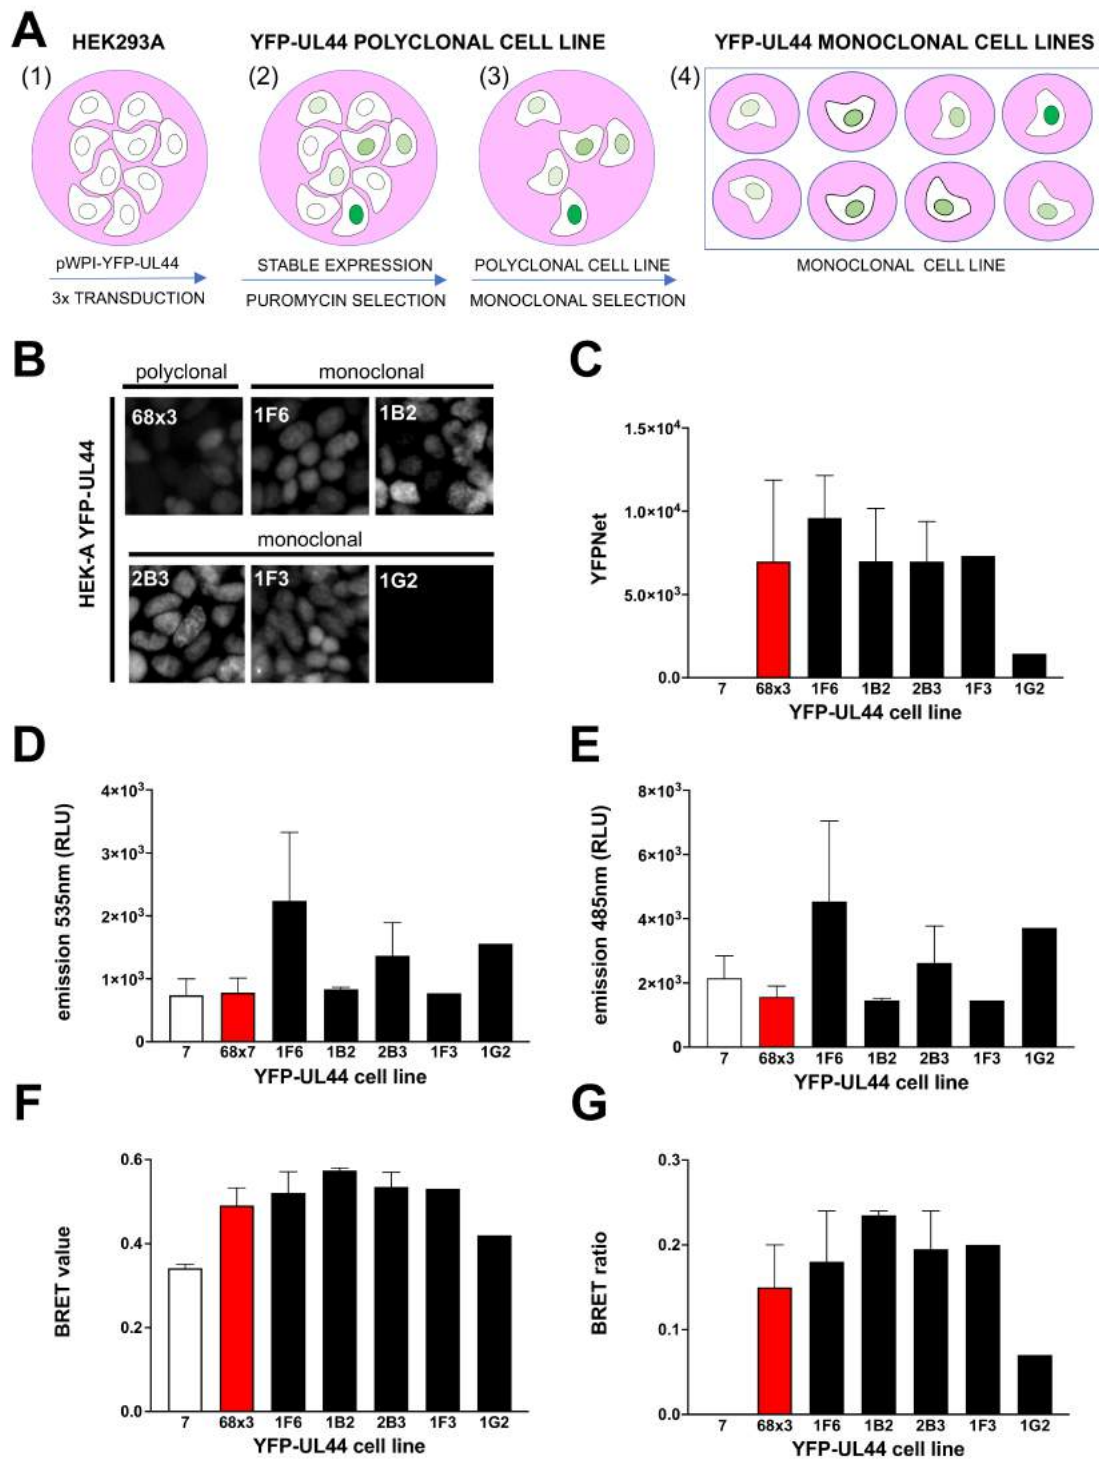 A
HEK293A
YFP-UL44 POLYCLONAL CELL LINE
YFP-UL44 MONOCLONAL CELL LINES
(1)
(2)
(3)
(4)
pWPI-YFP-UL44
3x TRANSDUCTION
STABLE EXPRESSION
PUROMYCIN SELECTION
POLYCLONAL CELL LINE
MONOCLONAL SELECTION
MONOCLONAL CELL LINE
B
polyclonal
monoclonal
HEK-A YFP-UL44
68x3
1F6
1B2
monoclonal
2B3
1F3
1G2
C
YFPNet
1.5×10⁴
1.0×10⁴
5.0×10³
0.0
7 68x3 1F6 1B2 2B3 1F3 1G2
YFP-UL44 cell line
D
emission 535nm (RLU)
4×10³
3×10³
2×10³
1×10³
0
7 68x7 1F6 1B2 2B3 1F3 1G2
YFP-UL44 cell line
E
emission 485nm (RLU)
8×10³
6×10³
4×10³
2×10³
0
7 68x3 1F6 1B2 2B3 1F3 1G2
YFP-UL44 cell line
F
BRET value
0.6
0.4
0.2
0.0
7 68x3 1F6 1B2 2B3 1F3 1G2
YFP-UL44 cell line
G
BRET ratio
0.3
0.2
0.1
0.0
7 68x3 1F6 1B2 2B3 1F3 1G2
YFP-UL44 cell line